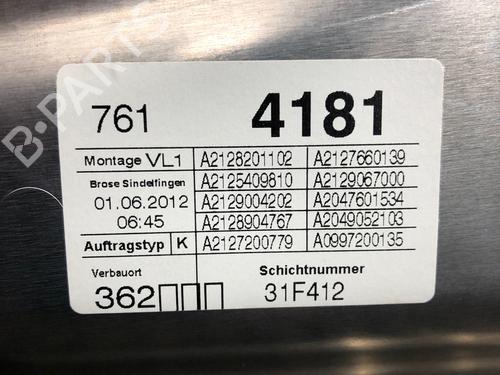 761 4181
Montage VL1 A2128201102 A2127660139
Brose Sindelfingen A2125409810 A2129067000
01.06.2012 A2129004202 A2047601534
06:45 A2128904767 A2049052103
Auftragstyp K A2127200779 A0997200135
Verbauort Schichtnummer
362 31F412
B-PARTS